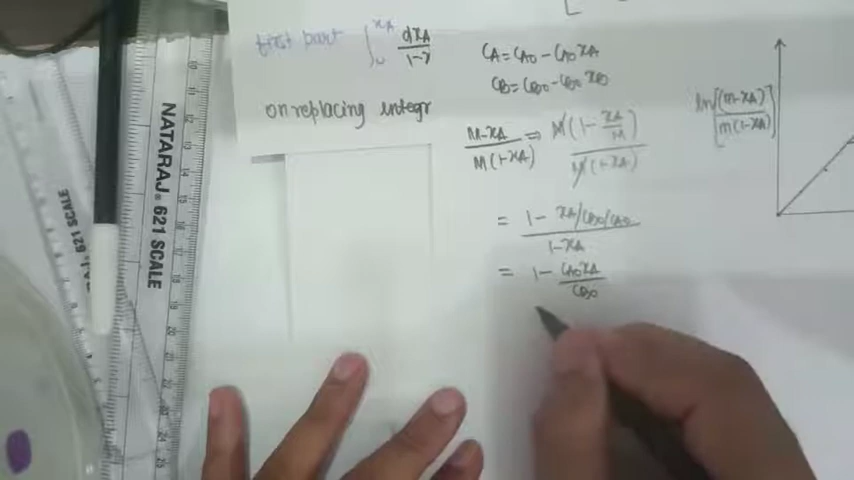 first part ∫₀^xA dxA/1-x
on replacing integr
CA = CA0 - CA0 XA
CB = CB0 - CB0 XB
M-XA/M(1-XA) ⇒ M(1-XA/M)/M(1-XA)
= 1 - XA/CB0/CA0 / 1-XA
= 1 - CA0XA/CB0
ln[(m-XA)/m(1-XA)]
NATARAJ® 621 SCALE
621 SCALE